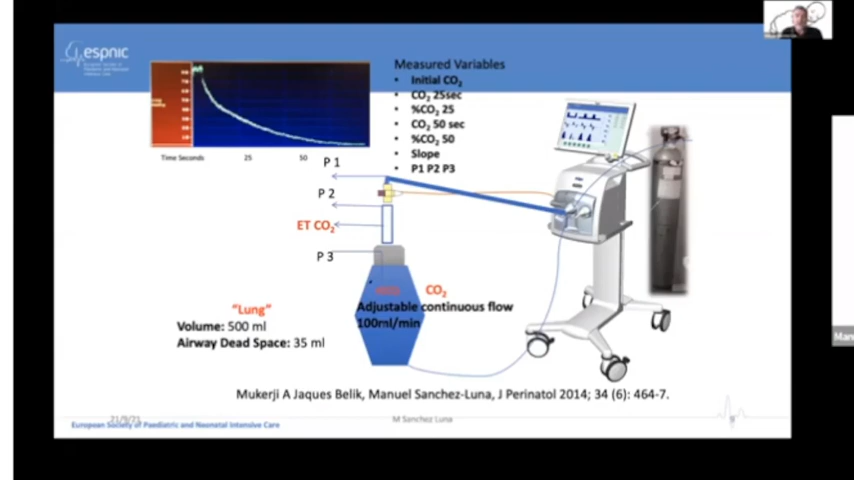 espnic
Measured Variables
• Initial CO2
• CO2 25sec
• %CO2 25
• CO2 50 sec
• %CO2 50
• Slope
• P1 P2 P3
Time Seconds 25 50
P 1
P 2
ET CO2
P 3
CO2
Adjustable continuous flow
100ml/min
"Lung"
Volume: 500 ml
Airway Dead Space: 35 ml
Mukerji A Jaques Belik, Manuel Sanchez-Luna, J Perinatol 2014; 34 (6): 464-7.
21/9/21
M Sanchez Luna
European Society of Paediatric and Neonatal Intensive Care